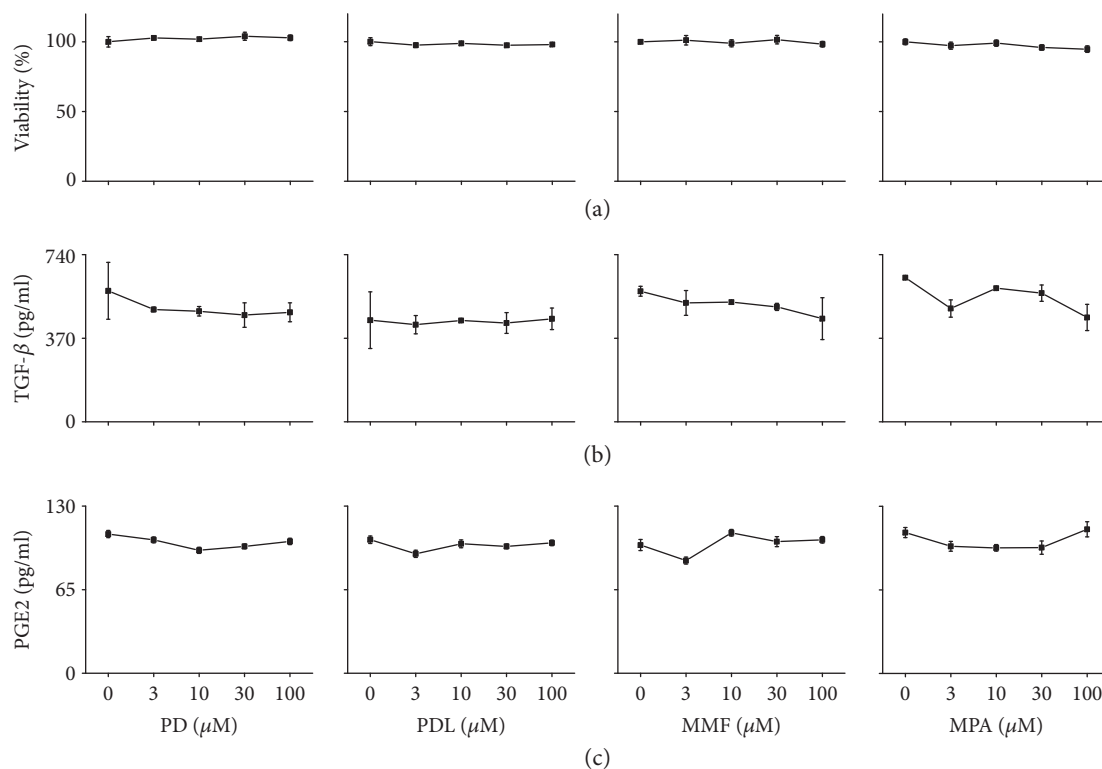 Viability (%)
100
50
0
(a)
TGF-β (pg/ml)
740
370
0
(b)
PGE2 (pg/ml)
130
65
0
0 3 10 30 100
PD (μM)
0 3 10 30 100
PDL (μM)
0 3 10 30 100
MMF (μM)
0 3 10 30 100
MPA (μM)
(c)